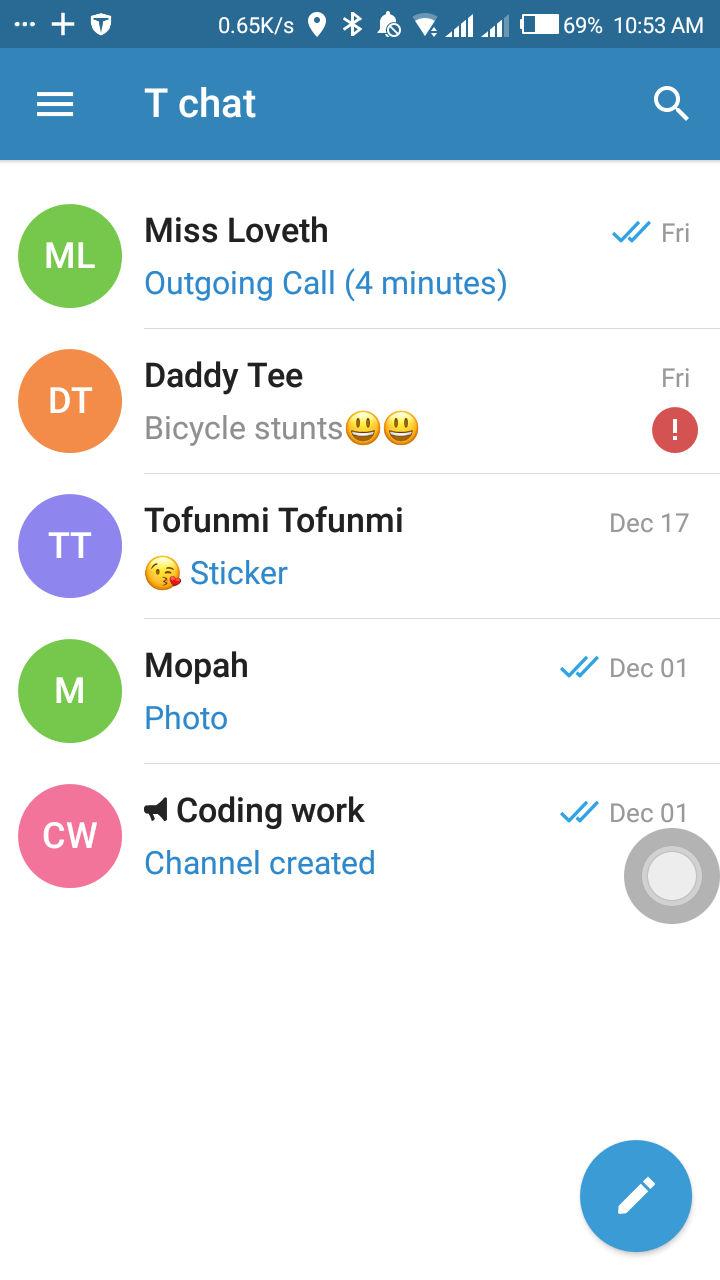 0.65K/s 69% 10:53 AM
T chat
ML Miss Loveth Fri
Outgoing Call (4 minutes)
DT Daddy Tee Fri
Bicycle stunts😃😃 !
TT Tofunmi Tofunmi Dec 17
😘 Sticker
M Mopah Dec 01
Photo
CW Coding work Dec 01
Channel created